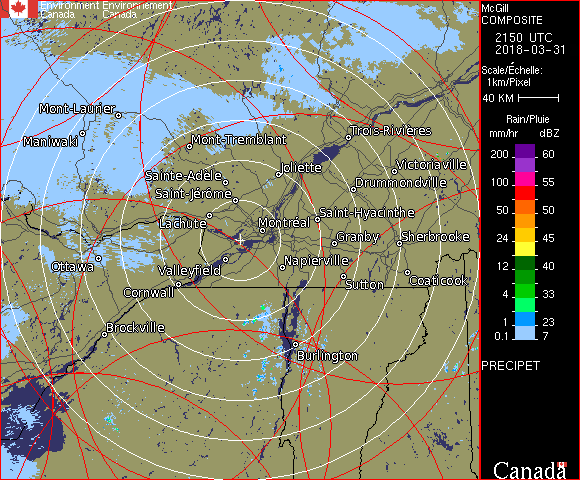 Environment Environnement
Canada Canada
McGill
COMPOSITE
2150 UTC
2018-03-31
Scale/Échelle:
1km/Pixel
40 KM
Rain/Pluie
mm/hr dBZ
200 60
150 57
100 55
50 50
24 45
12 40
4 33
1 23
0.1 7
PRECIPET
Canada
Mont-Laurier
Maniwaki
Mont-Tremblant
Trois-Rivières
Sainte-Adèle
Joliette
Victoriaville
Saint-Jérôme
Drummondville
Lachute
Montréal
Saint-Hyacinthe
Granby
Sherbrooke
Ottawa
Valleyfield
Napierville
Cornwall
Sutton
Coaticook
Brockville
Burlington